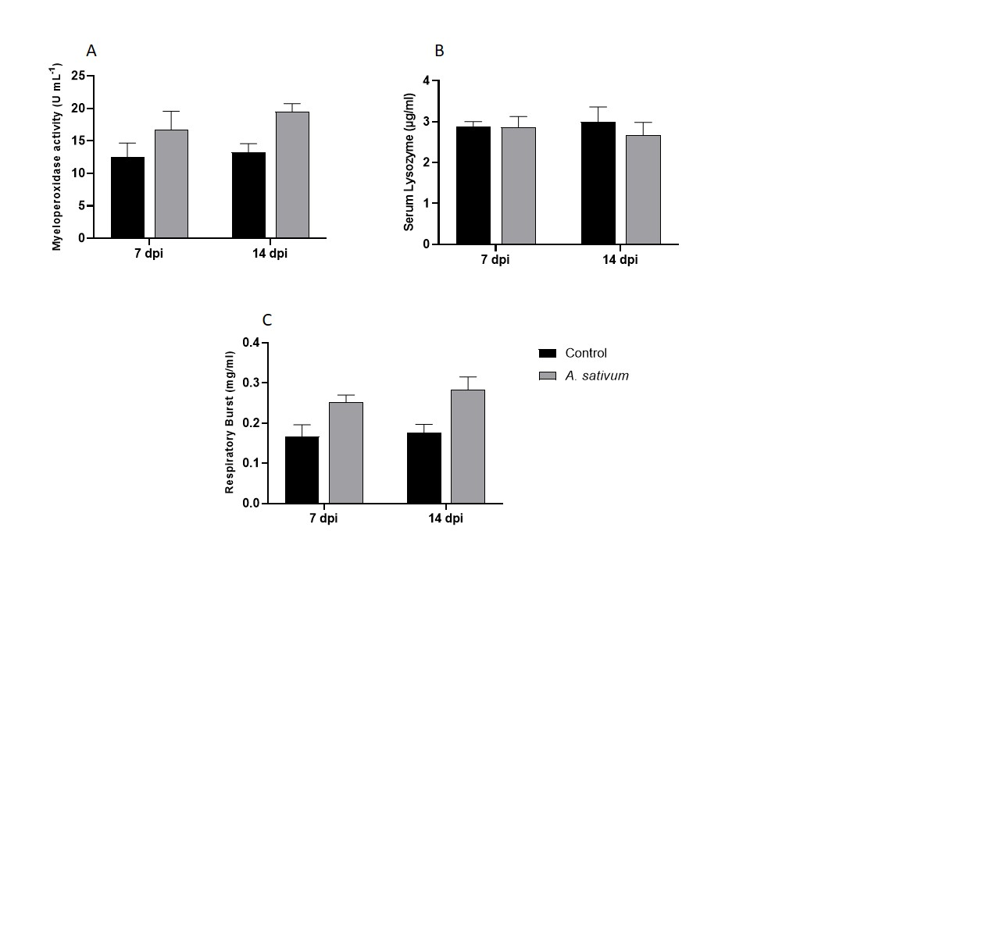 A
Myeloperoxidase activity (U mL-1)
25
20
15
10
5
0
7 dpi
14 dpi
B
Serum Lysozyme (µg/ml)
4
3
2
1
0
7 dpi
14 dpi
C
Respiratory Burst (mg/ml)
0.4
0.3
0.2
0.1
0.0
7 dpi
14 dpi
Control
A. sativum